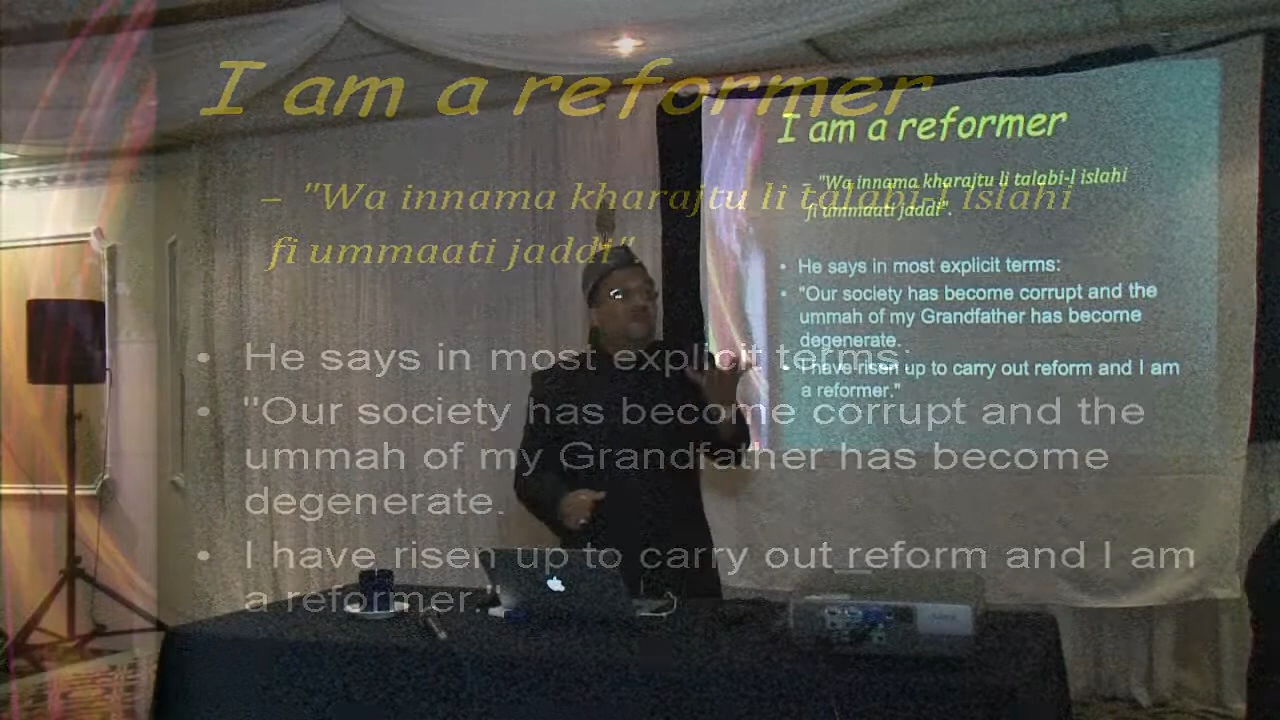 I am a reformer
– "Wa innama kharajtu li talabi-l islahi
fi ummaati jaddi".
• He says in most explicit terms:
• "Our society has become corrupt and the
ummah of my Grandfather has become
degenerate.
• I have risen up to carry out reform and I am
a reformer."
I am a reformer
– "Wa innama kharajtu li talabi-l islahi
fi ummaati jaddi".
• He says in most explicit terms:
• "Our society has become corrupt and the
ummah of my Grandfather has become
degenerate.
• I have risen up to carry out reform and I am
a reformer."